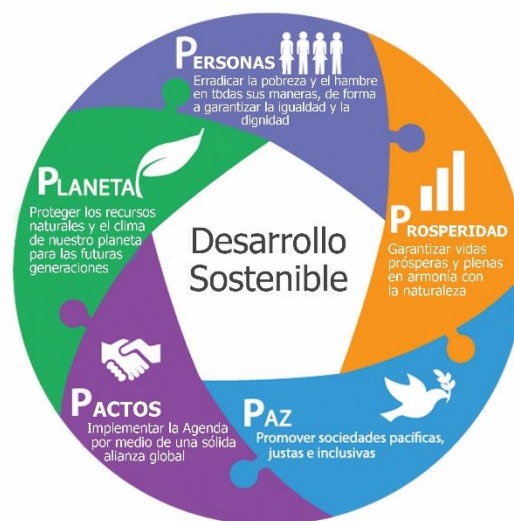 PERSONAS
Erradicar la pobreza y el hambre
en todas sus maneras, de forma
a garantizar la igualdad y la
dignidad
PROSPERIDAD
Garantizar vidas
prósperas y plenas
en armonía con
la naturaleza
PAZ
Promover sociedades pacíficas,
justas e inclusivas
PACTOS
Implementar la Agenda
por medio de una sólida
alianza global
PLANETA
Proteger los recursos
naturales y el clima
de nuestro planeta
para las futuras
generaciones
Desarrollo
Sostenible